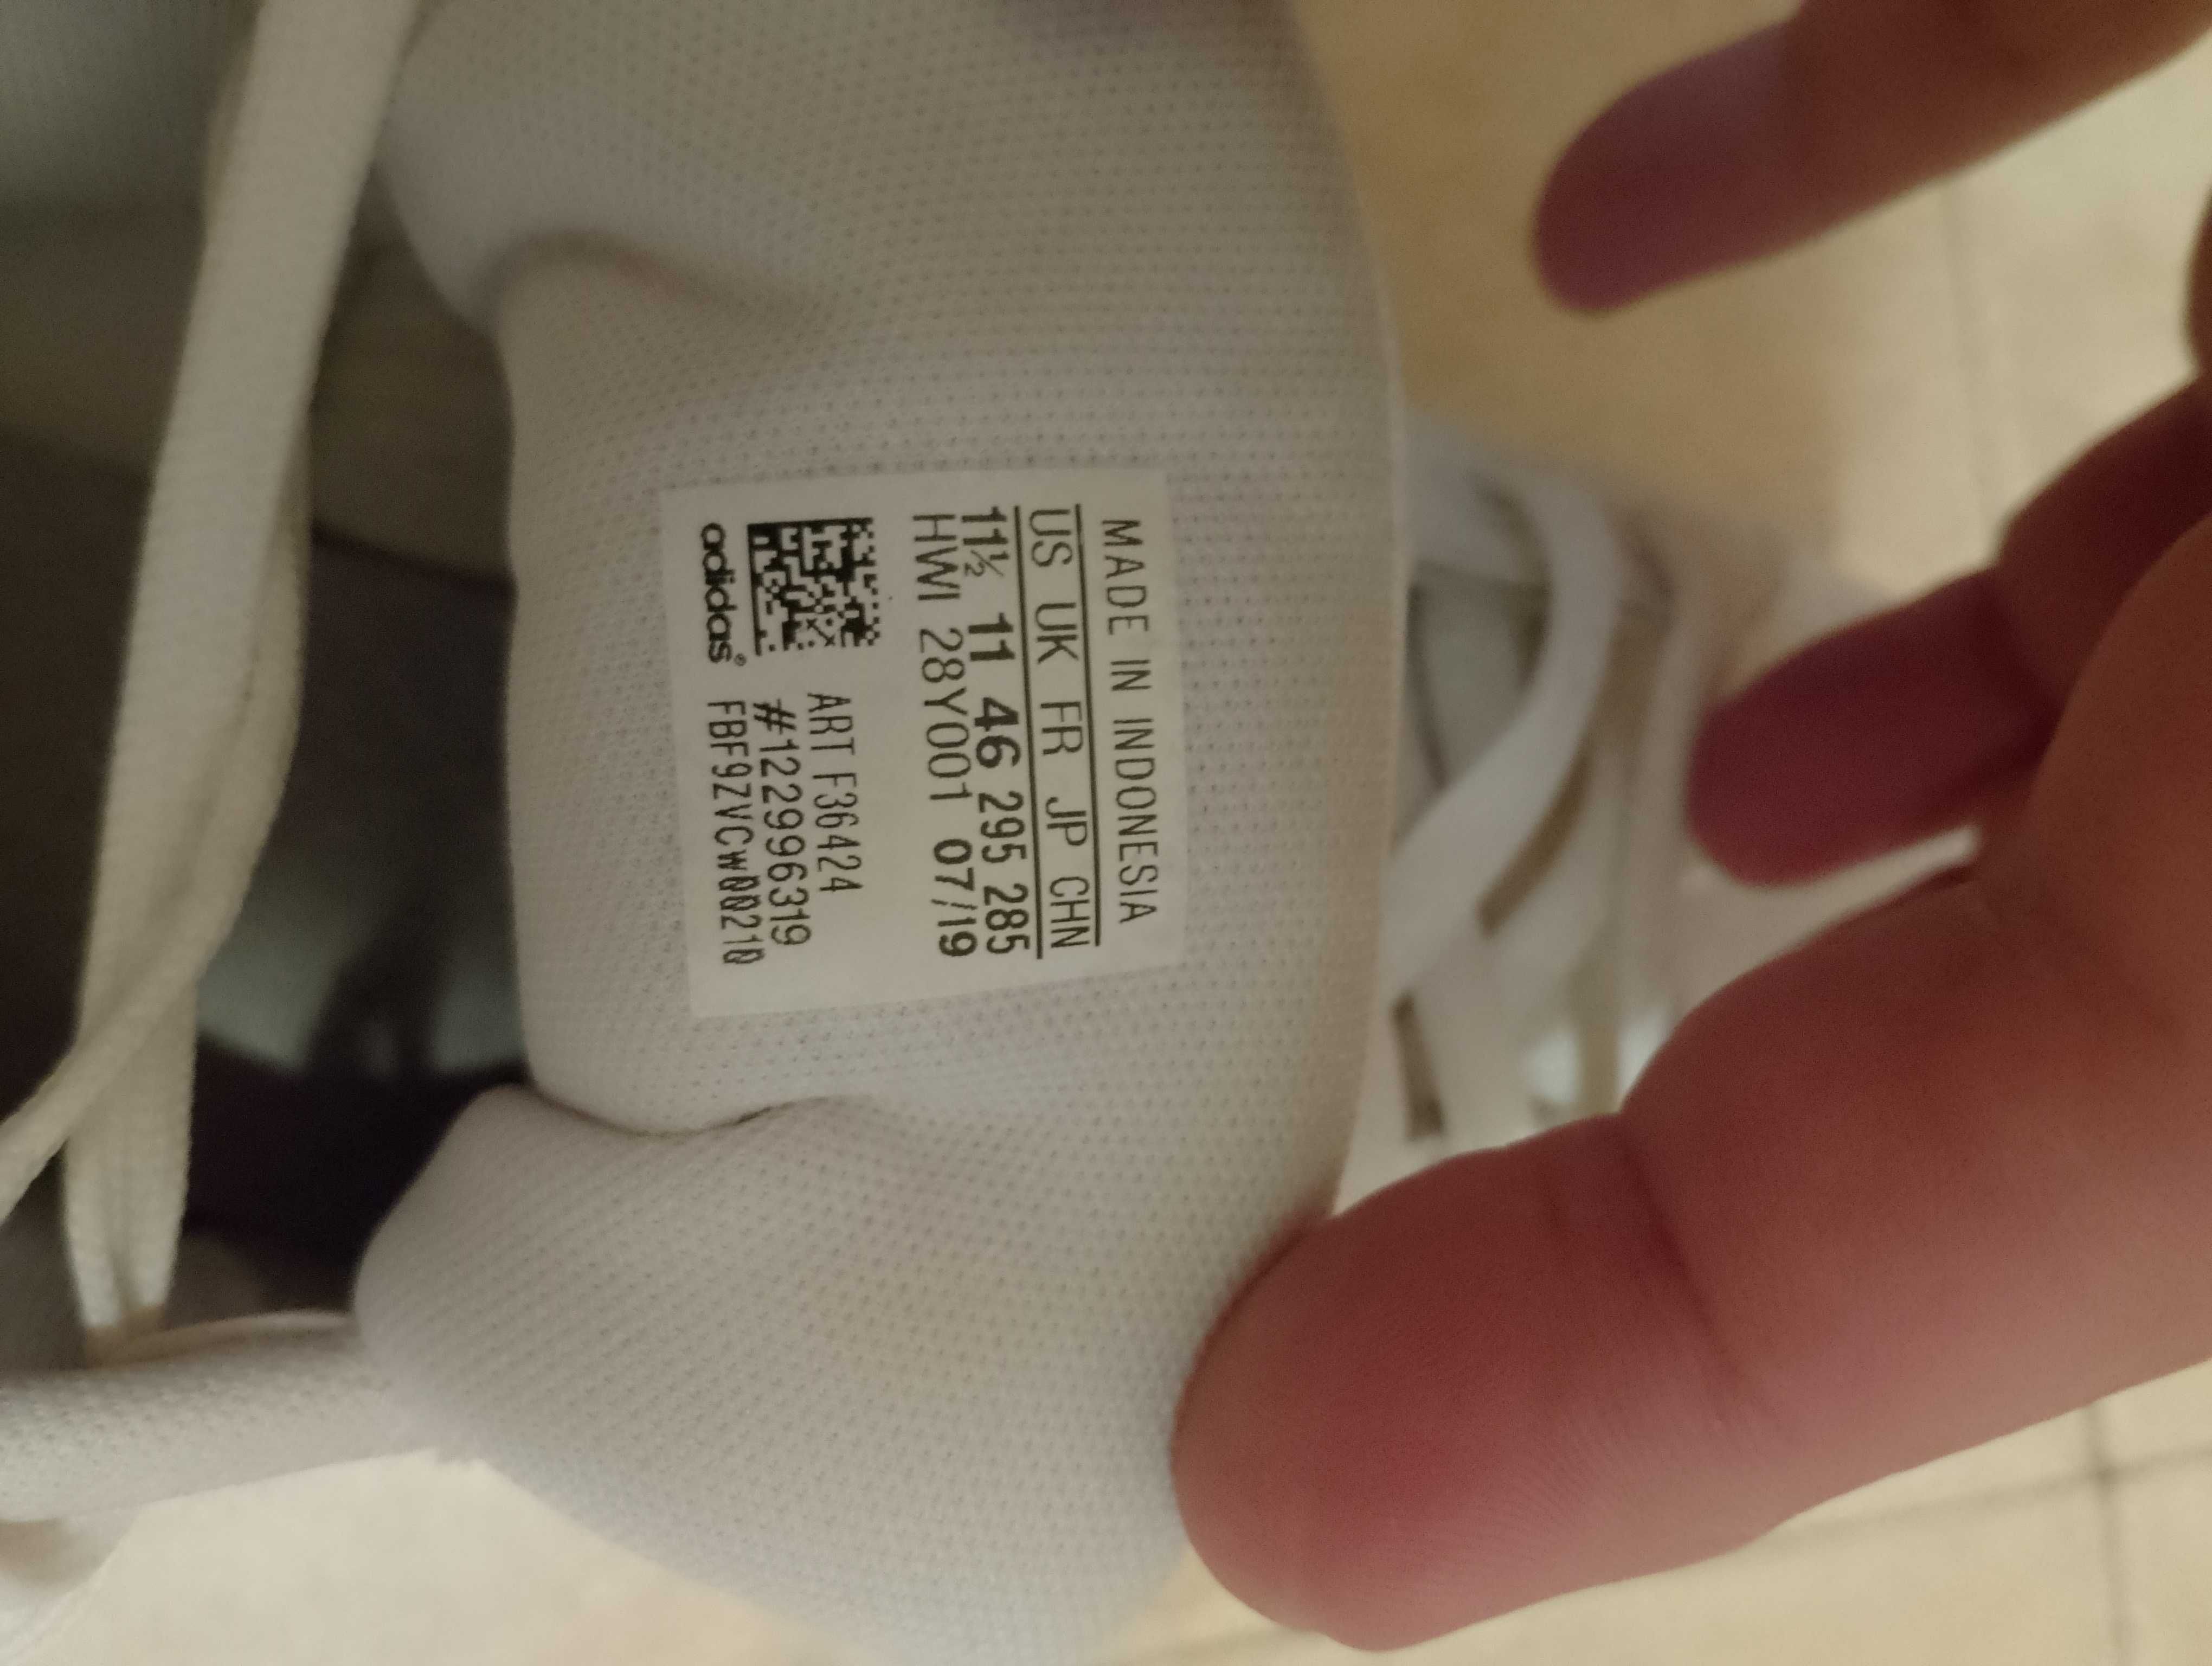 MADE IN INDONESIA
US UK FR JP CHN
11½ 11 46 295 285
HWI 28Y001 07/19
ART F36424
#122996319
adidas® FBF9ZVCW00210